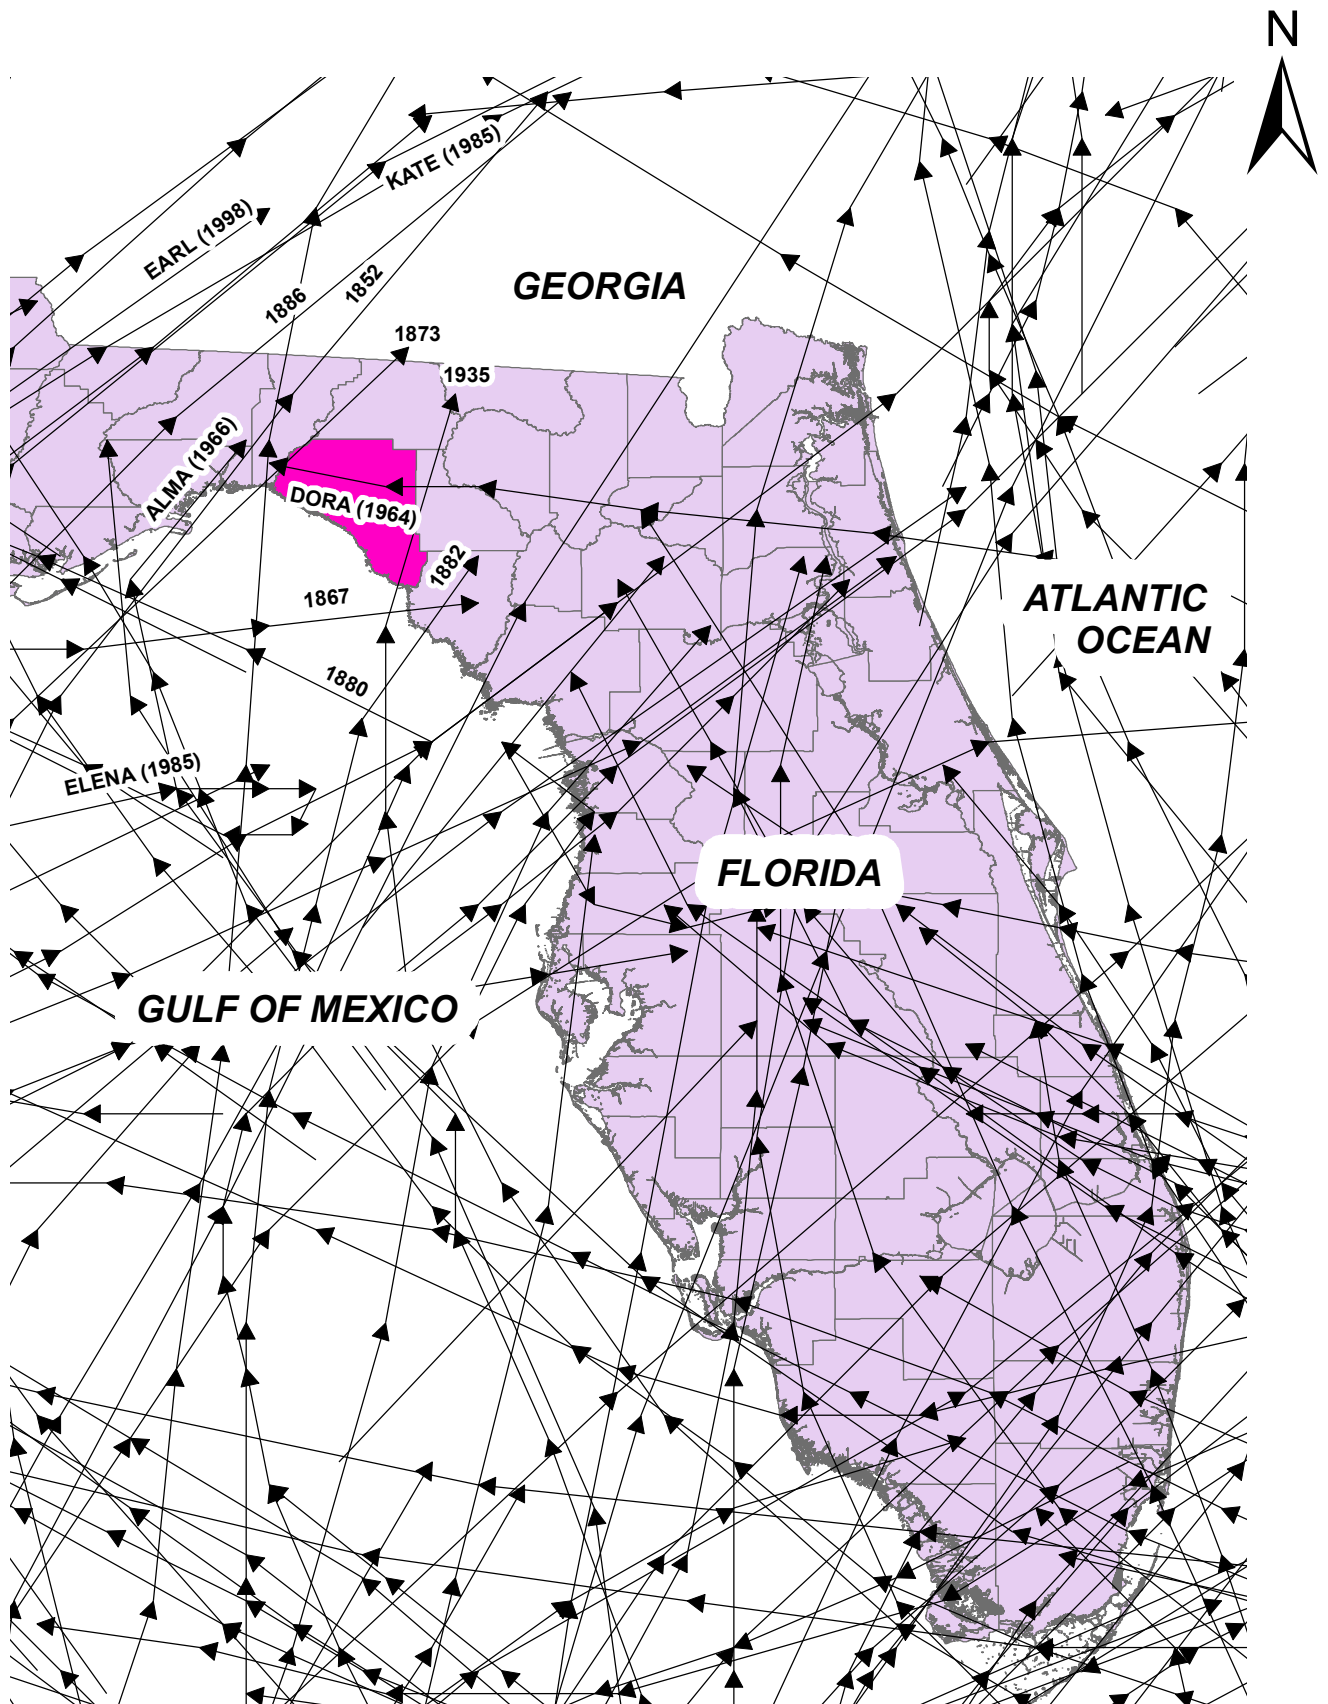 N
KATE (1985)
EARL (1998)
1886
1852
GEORGIA
1873
1935
ALMA (1966)
DORA (1964)
1882
1867
ATLANTIC
OCEAN
1880
ELENA (1985)
FLORIDA
GULF OF MEXICO